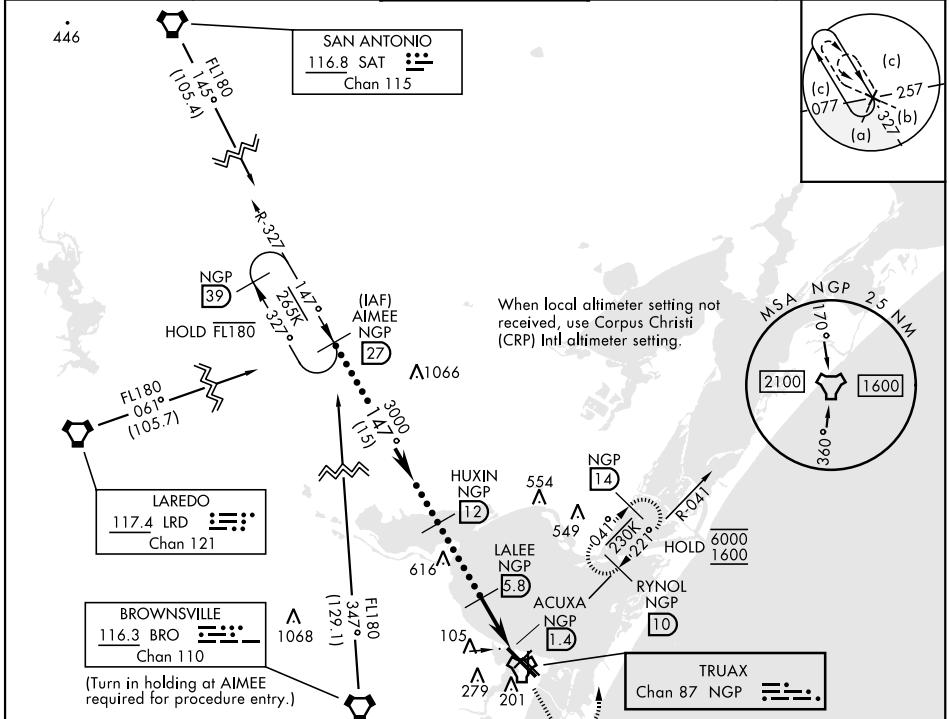 446
SAN ANTONIO
116.8 SAT
Chan 115
FL180
145°
(105.4)
(c)
(c)
257
077
(b)
327
(a)
R-327
NGP
39
147°
265K
327°
HOLD FL180
(IAF)
AIMEE
NGP
27
When local altimeter setting not
received, use Corpus Christi
(CRP) Intl altimeter setting.
MSA NGP 25 NM
170°
2100
1600
360°
1066
FL180
061°
(105.7)
3000
147°
(15)
LAREDO
117.4 LRD
Chan 121
HUXIN
NGP
12
554
549
NGP
14
R-041
041°
230K
221°
HOLD 6000
1600
616
LALEE
NGP
5.8
RYNOL
NGP
10
ACUXA
NGP
1.4
BROWNSVILLE
116.3 BRO
Chan 110
(Turn in holding at AIMEE
required for procedure entry.)
1068
FL180
347°
(129.1)
105
279
201
TRUAX
Chan 87 NGP